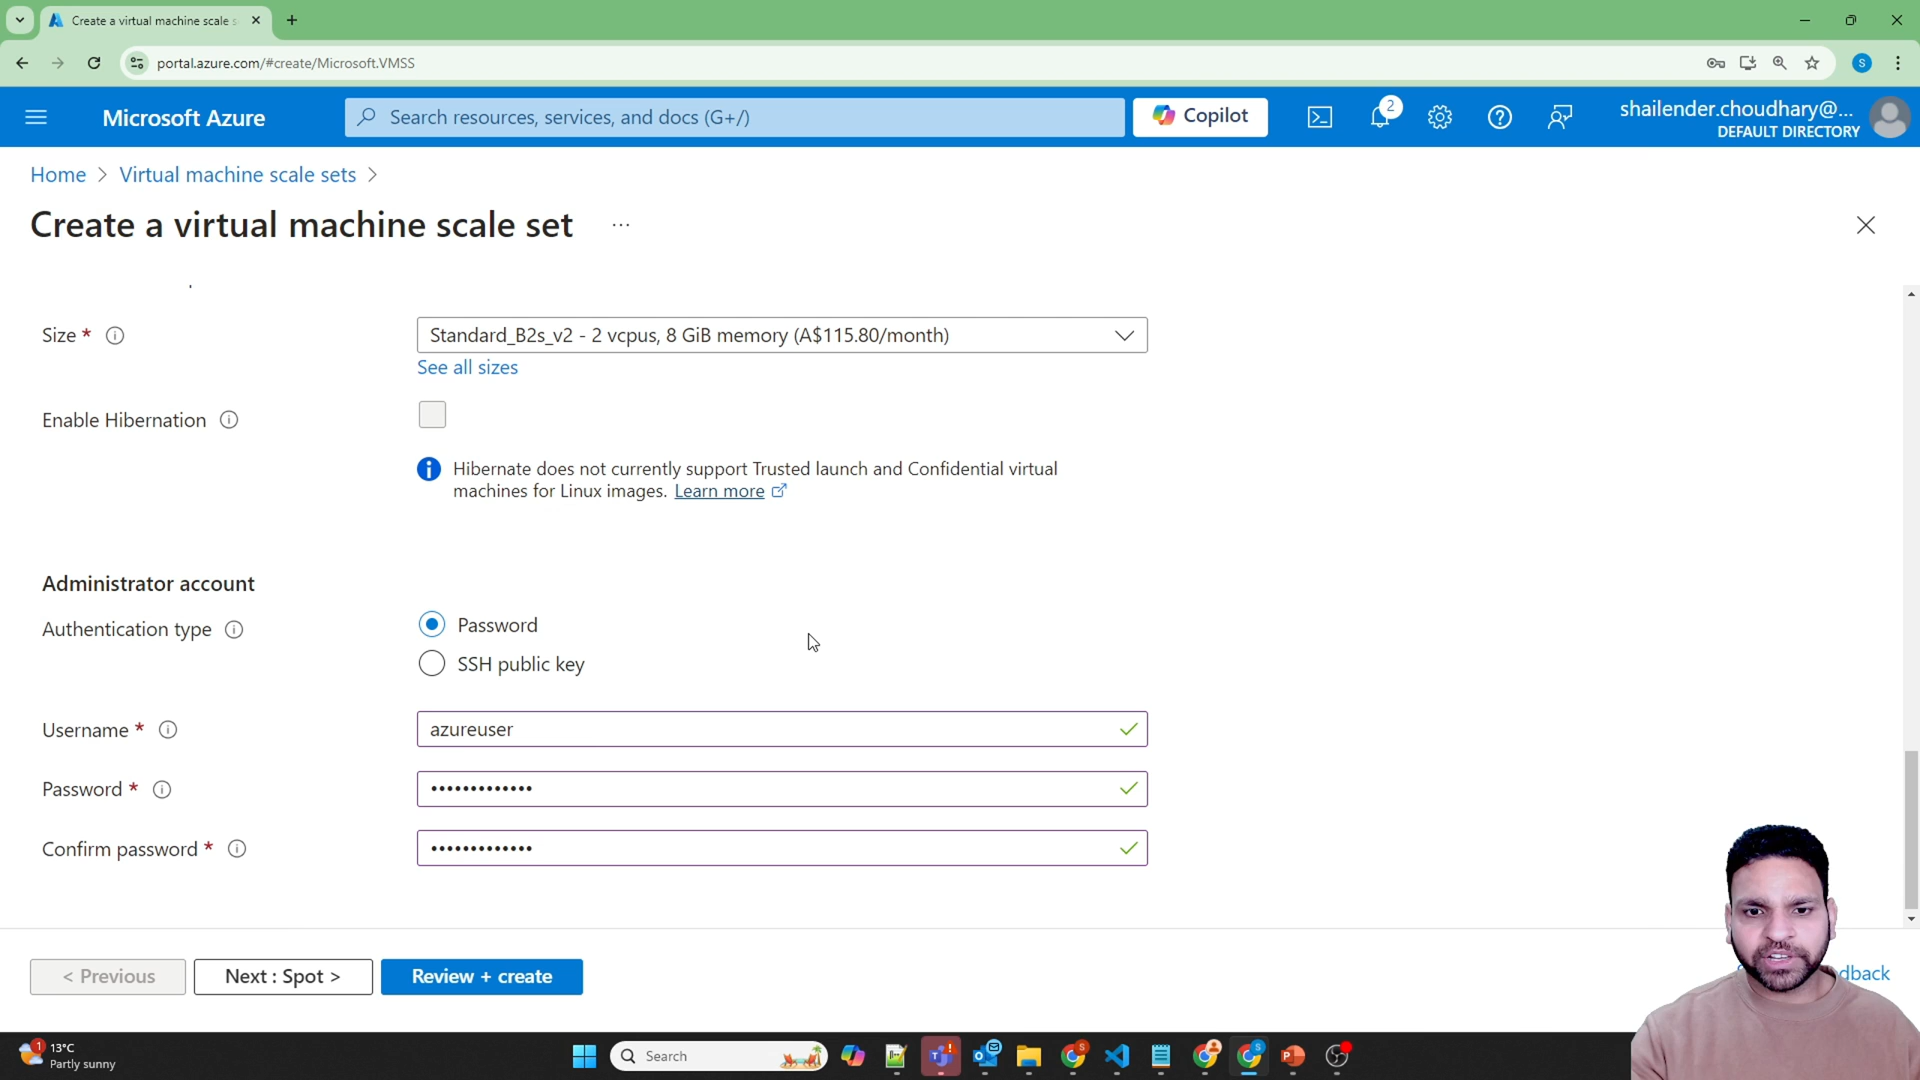 Create a virtual machine scale s
portal.azure.com/#create/Microsoft.VMSS
S
Microsoft Azure
Search resources, services, and docs (G+/)
Copilot
2
shailender.choudhary@...
DEFAULT DIRECTORY
Home > Virtual machine scale sets >
Create a virtual machine scale set ...
Size *
Standard_B2s_v2 - 2 vcpus, 8 GiB memory (A$115.80/month)
See all sizes
Enable Hibernation
Hibernate does not currently support Trusted launch and Confidential virtual
machines for Linux images. Learn more
Administrator account
Authentication type
Password
SSH public key
Username *
azureuser
Password *
•••••••••••••
Confirm password *
•••••••••••••
< Previous
Next : Spot >
Review + create
dback
1
13°C
Partly sunny
Search